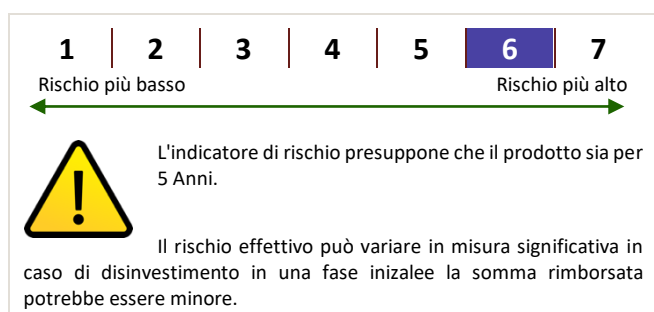 1 2 3 4 5 6 7
Rischio più basso Rischio più alto
L'indicatore di rischio presuppone che il prodotto sia per
5 Anni.
Il rischio effettivo può variare in misura significativa in
caso di disinvestimento in una fase inizalee la somma rimborsata
potrebbe essere minore.